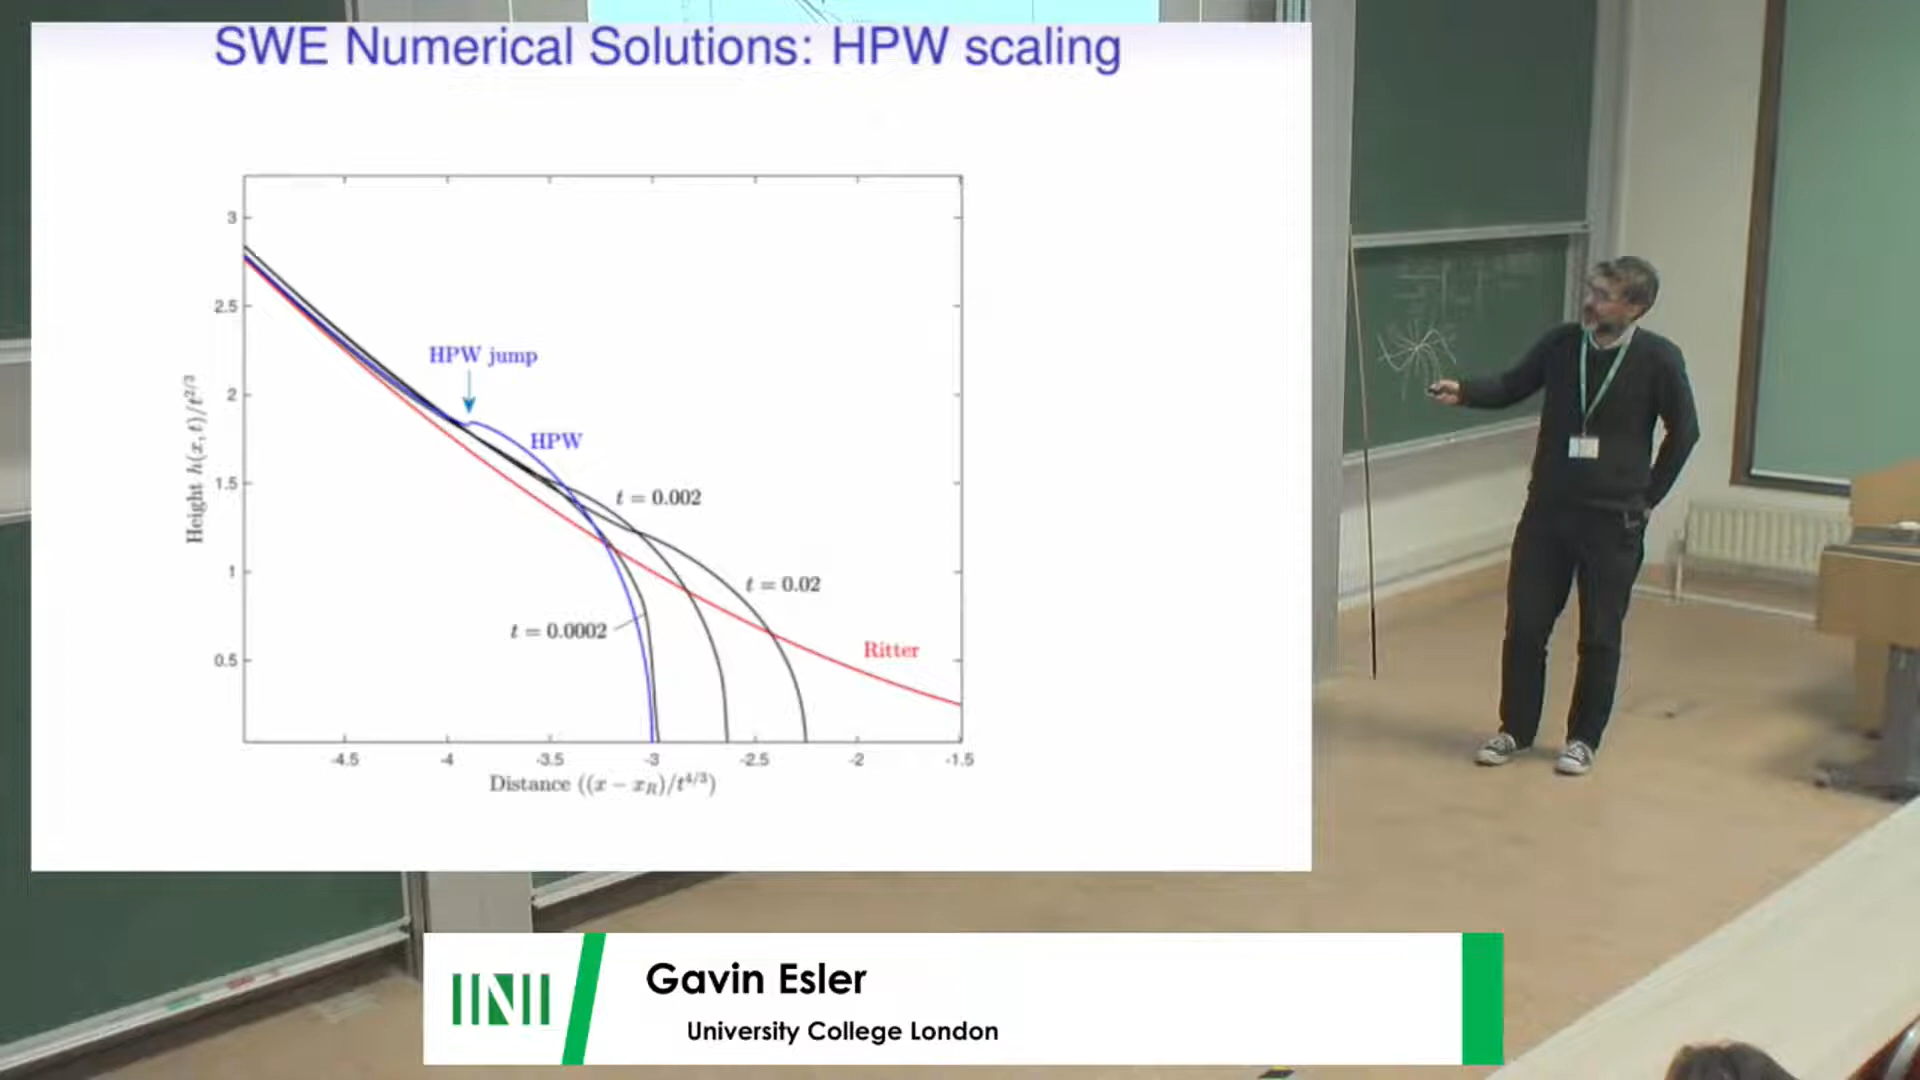 SWE Numerical Solutions: HPW scaling
3
2.5
2
1.5
1
0.5
Height h(x,t)/t^{2/3}
HPW jump
HPW
t = 0.002
t = 0.02
t = 0.0002
Ritter
-4.5 -4 -3.5 -3 -2.5 -2 -1.5
Distance ((x − x_R)/t^{4/3})
INI
Gavin Esler
University College London